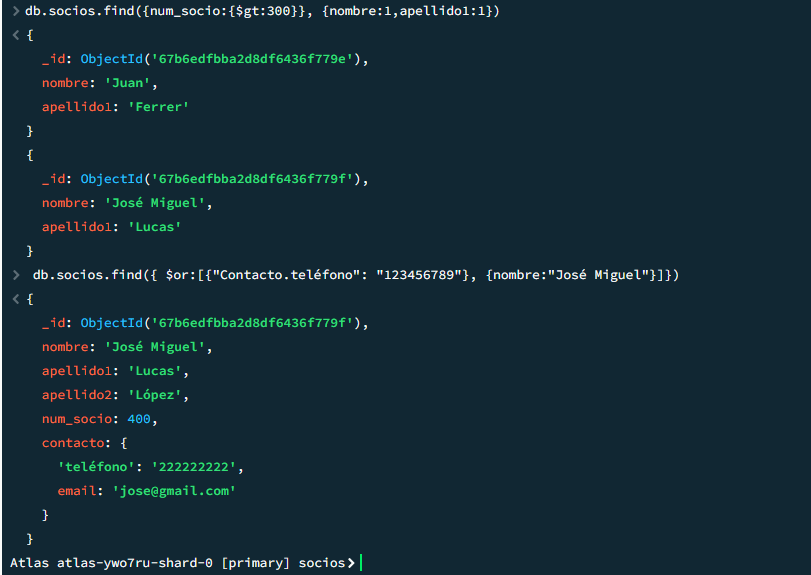 > db.socios.find({num_socio:{$gt:300}}, {nombre:1,apellido1:1})
< {
_id: ObjectId('67b6edfbba2d8df6436f779e'),
nombre: 'Juan',
apellido1: 'Ferrer'
}
{
_id: ObjectId('67b6edfbba2d8df6436f779f'),
nombre: 'José Miguel',
apellido1: 'Lucas'
}
> db.socios.find({ $or:[{"Contacto.teléfono": "123456789"}, {nombre:"José Miguel"}]})
< {
_id: ObjectId('67b6edfbba2d8df6436f779f'),
nombre: 'José Miguel',
apellido1: 'Lucas',
apellido2: 'López',
num_socio: 400,
contacto: {
'teléfono': '222222222',
email: 'jose@gmail.com'
}
}
Atlas atlas-ywo7ru-shard-0 [primary] socios>